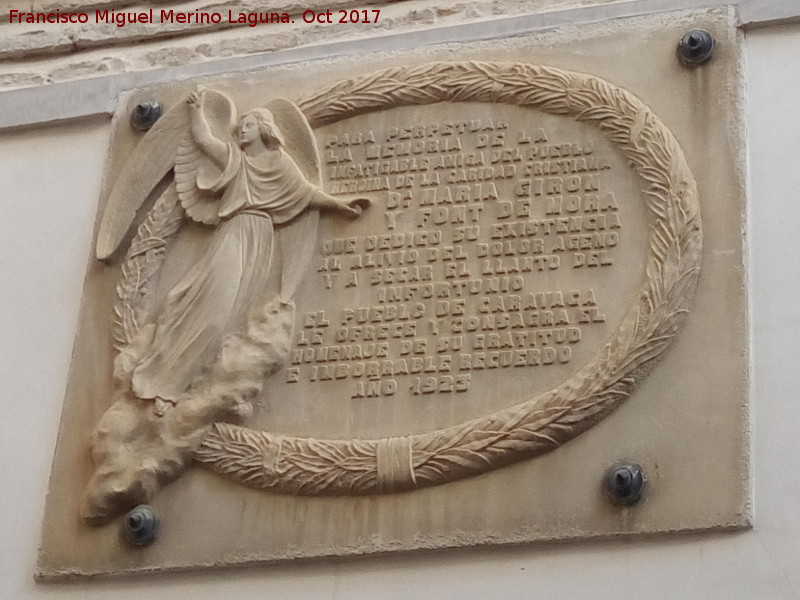 Francisco Miguel Merino Laguna. Oct 2017
PARA PERPETUAR
LA MEMORIA DE LA
INFATIGABLE AMIGA DEL PUEBLO
HEROINA DE LA CARIDAD CRISTIANA
Dª MARIA GIRON
Y FONT DE MORA
QUE DEDICO SU EXISTENCIA
AL ALIVIO DEL DOLOR AGENO
Y A SECAR EL LLANTO DEL
INFORTUNIO
EL PUEBLO DE CARAVACA
LE OFRECE Y CONSAGRA EL
HOMENAJE DE SU GRATITUD
E INBORRABLE RECUERDO
AÑO 1923